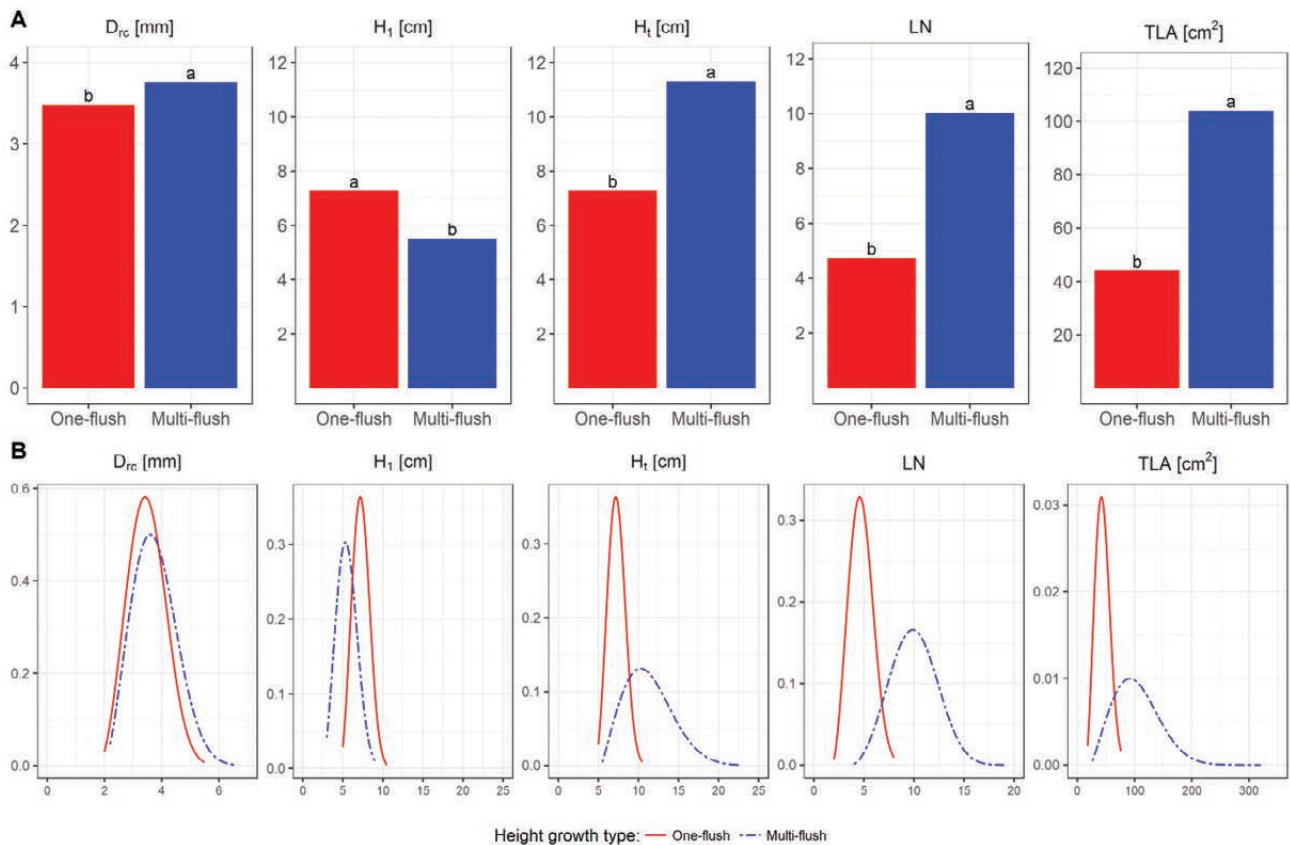 A
D_rc [mm]
H_1 [cm]
H_t [cm]
LN
TLA [cm²]
4
3
2
1
0
b
a
One-flush
Multi-flush
12
10
8
6
4
2
a
b
One-flush
Multi-flush
12
10
8
6
4
2
b
a
One-flush
Multi-flush
12
10
8
6
4
2
b
a
One-flush
Multi-flush
120
100
80
60
40
20
b
a
One-flush
Multi-flush
B
D_rc [mm]
H_1 [cm]
H_t [cm]
LN
TLA [cm²]
0.6
0.4
0.2
0.0
0 2 4 6
0.3
0.2
0.1
0.0
0 5 10 15 20 25
0.3
0.2
0.1
0.0
0 5 10 15 20 25
0.3
0.2
0.1
0.0
0 5 10 15 20
0.03
0.02
0.01
0.00
0 100 200 300
Height growth type: One-flush Multi-flush